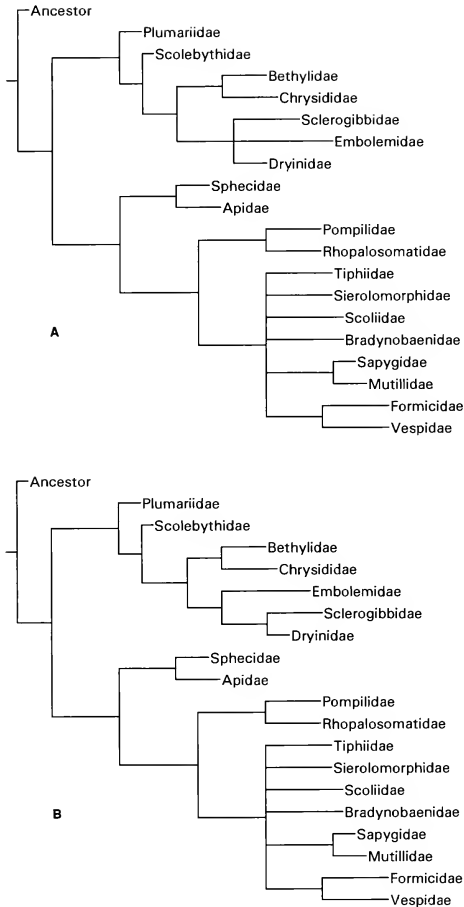 Ancestor
Plumariidae
Scolebythidae
Bethylidae
Chrysididae
Sclerogibbidae
Embolemidae
Dryinidae
Sphecidae
Apidae
Pompilidae
Rhopalosomatidae
Tiphiidae
Sierolomorphidae
Scoliidae
A
Bradynobaenidae
Sapygidae
Mutillidae
Formicidae
Vespidae
Ancestor
Plumariidae
Scolebythidae
Bethylidae
Chrysididae
Embolemidae
Sclerogibbidae
Dryinidae
Sphecidae
Apidae
Pompilidae
Rhopalosomatidae
Tiphiidae
Sierolomorphidae
Scoliidae
B
Bradynobaenidae
Sapygidae
Mutillidae
Formicidae
Vespidae